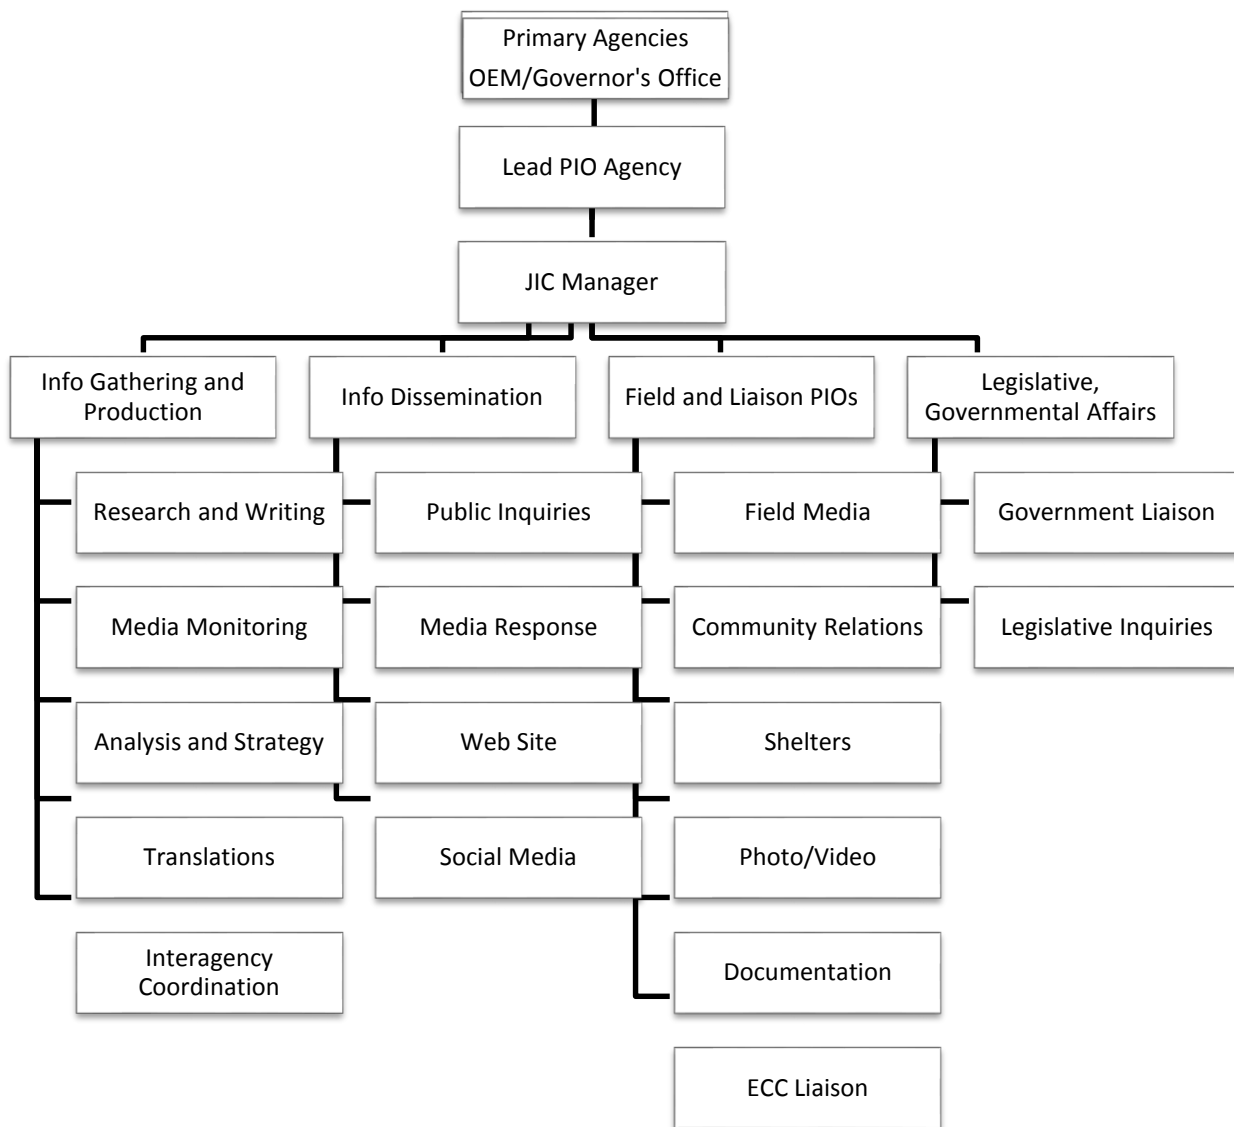 Primary Agencies
OEM/Governor's Office
Lead PIO Agency
JIC Manager
Info Gathering and
Production
Info Dissemination
Field and Liaison PIOs
Legislative,
Governmental Affairs
Research and Writing
Public Inquiries
Field Media
Government Liaison
Media Monitoring
Media Response
Community Relations
Legislative Inquiries
Analysis and Strategy
Web Site
Shelters
Translations
Social Media
Photo/Video
Interagency
Coordination
Documentation
ECC Liaison